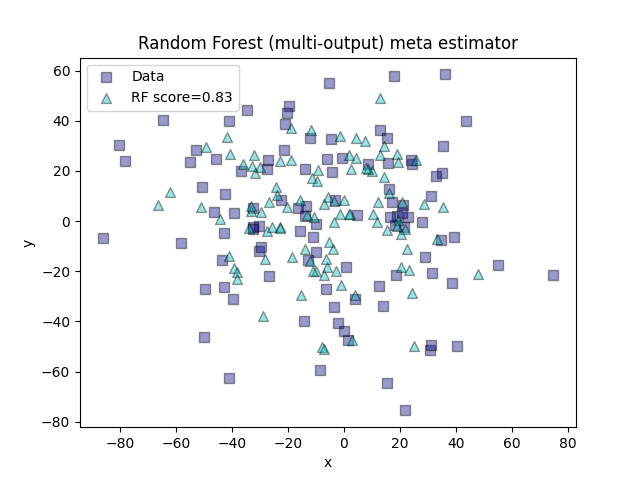 Random Forest (multi-output) meta estimator
Data
RF score=0.83
60
40
20
0
−20
−40
−60
−80
y
−80 −60 −40 −20 0 20 40 60 80
x